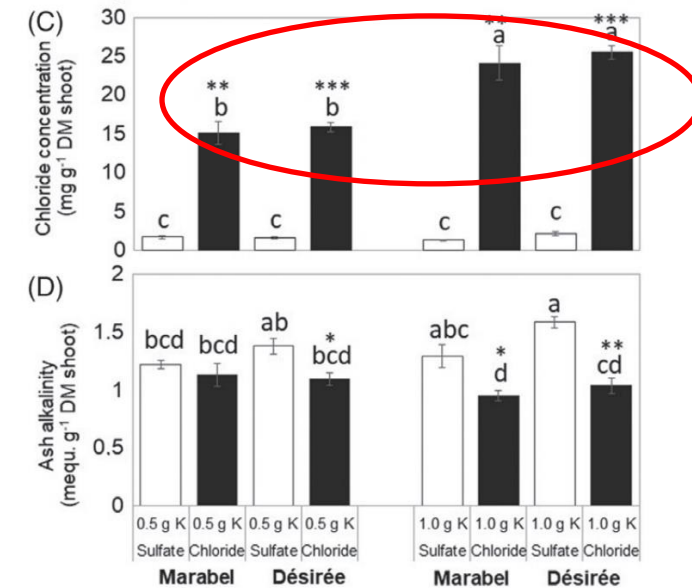 (C)
Chloride concentration
(mg g-1 DM shoot)
30
25
20
15
10
5
0
c
**
b
c
***
b
c
**
a
c
***
a
(D)
Ash alkalinity
(mequ. g-1 DM shoot)
2
1.5
1
0.5
0
bcd
bcd
ab
*
bcd
abc
*
d
a
**
cd
0.5 g K 0.5 g K 0.5 g K 0.5 g K 1.0 g K 1.0 g K 1.0 g K 1.0 g K
Sulfate Chloride Sulfate Chloride Sulfate Chloride Sulfate Chloride
Marabel Désirée Marabel Désirée